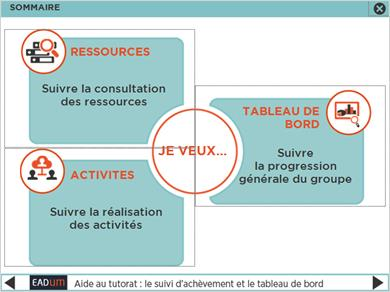 SOMMAIRE
RESSOURCES
Suivre la consultation
des ressources
TABLEAU DE
BORD
Suivre
la progression
générale du groupe
JE VEUX...
ACTIVITES
Suivre la réalisation
des activités
EADum
Aide au tutorat : le suivi d'achèvement et le tableau de bord